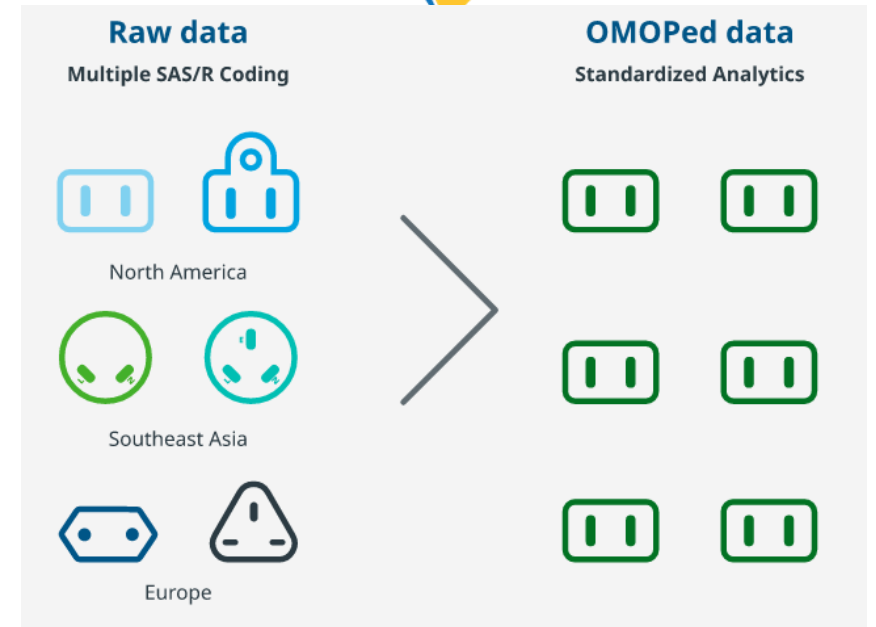 Raw data
Multiple SAS/R Coding
North America
Southeast Asia
Europe
OMOPed data
Standardized Analytics